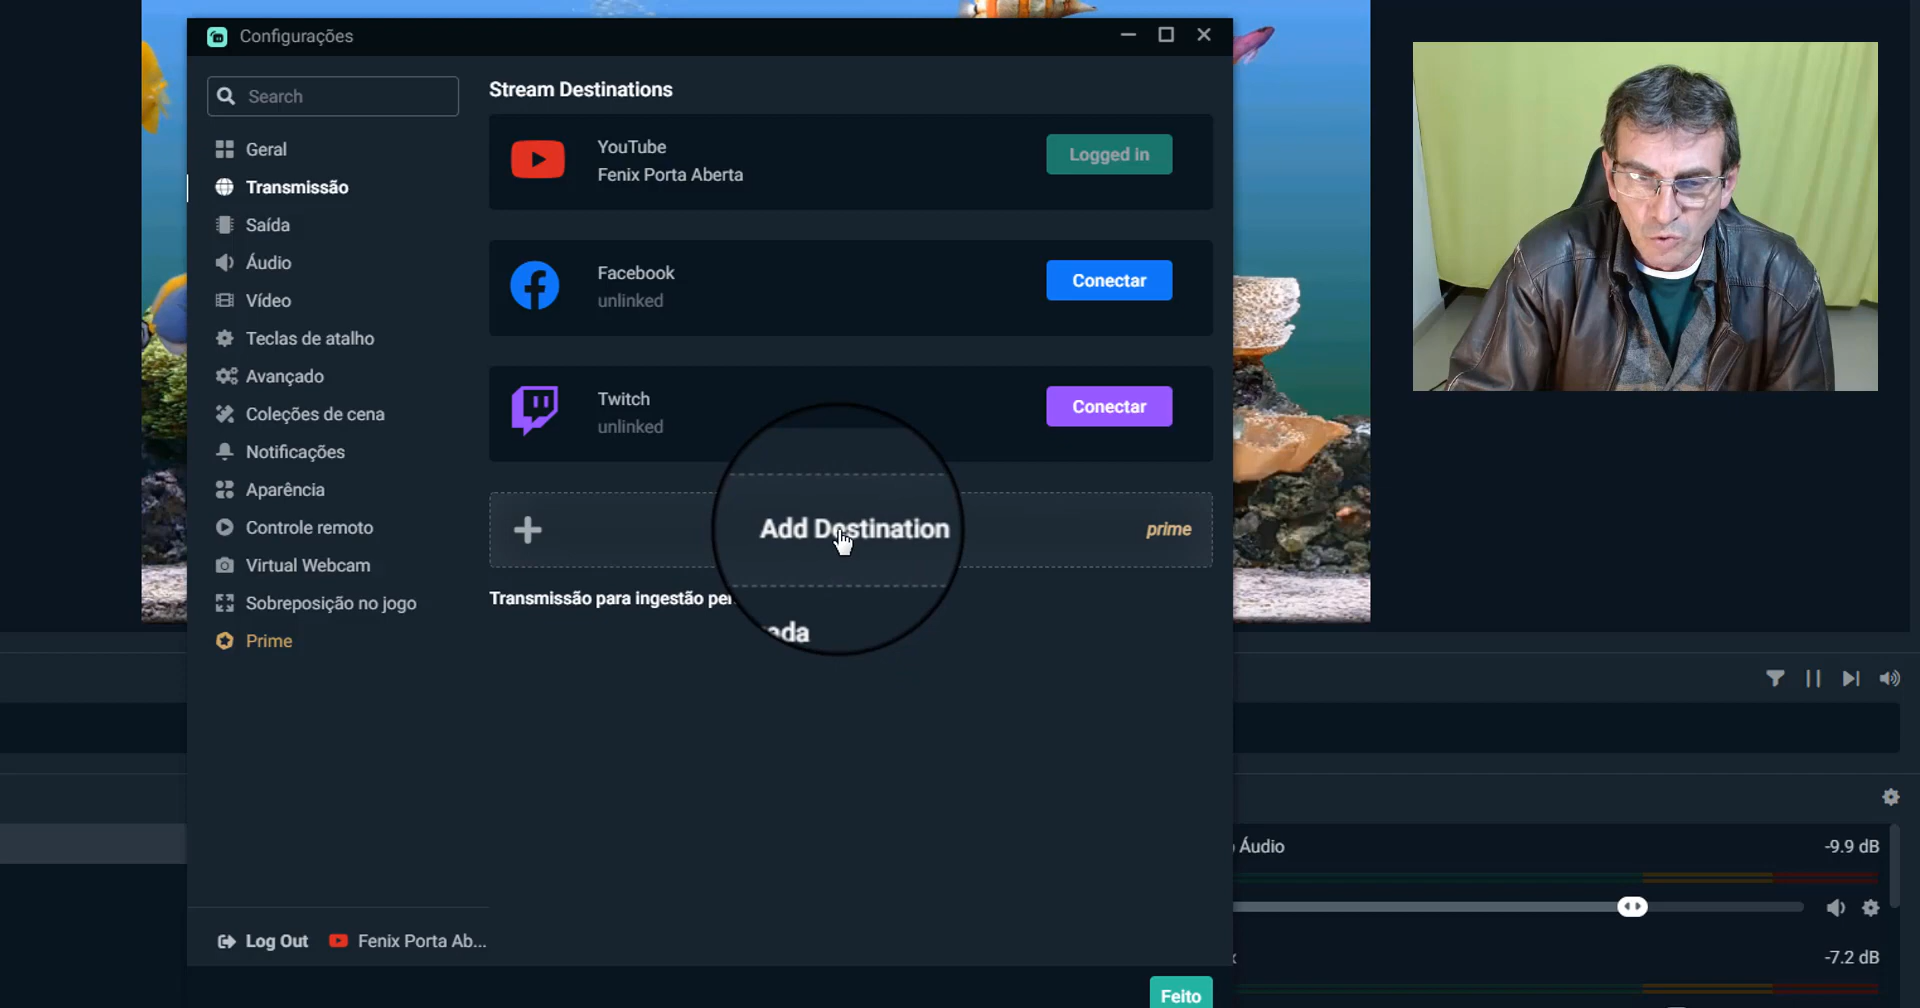 Configurações
Search
Geral
Transmissão
Saída
Áudio
Vídeo
Teclas de atalho
Avançado
Coleções de cena
Notificações
Aparência
Controle remoto
Virtual Webcam
Sobreposição no jogo
Prime
Log Out
Fenix Porta Ab...
Stream Destinations
YouTube
Fenix Porta Aberta
Logged in
Facebook
unlinked
Conectar
Twitch
unlinked
Conectar
Add Destination
prime
Transmissão para ingestão
Feito
Áudio
-9.9 dB
-7.2 dB